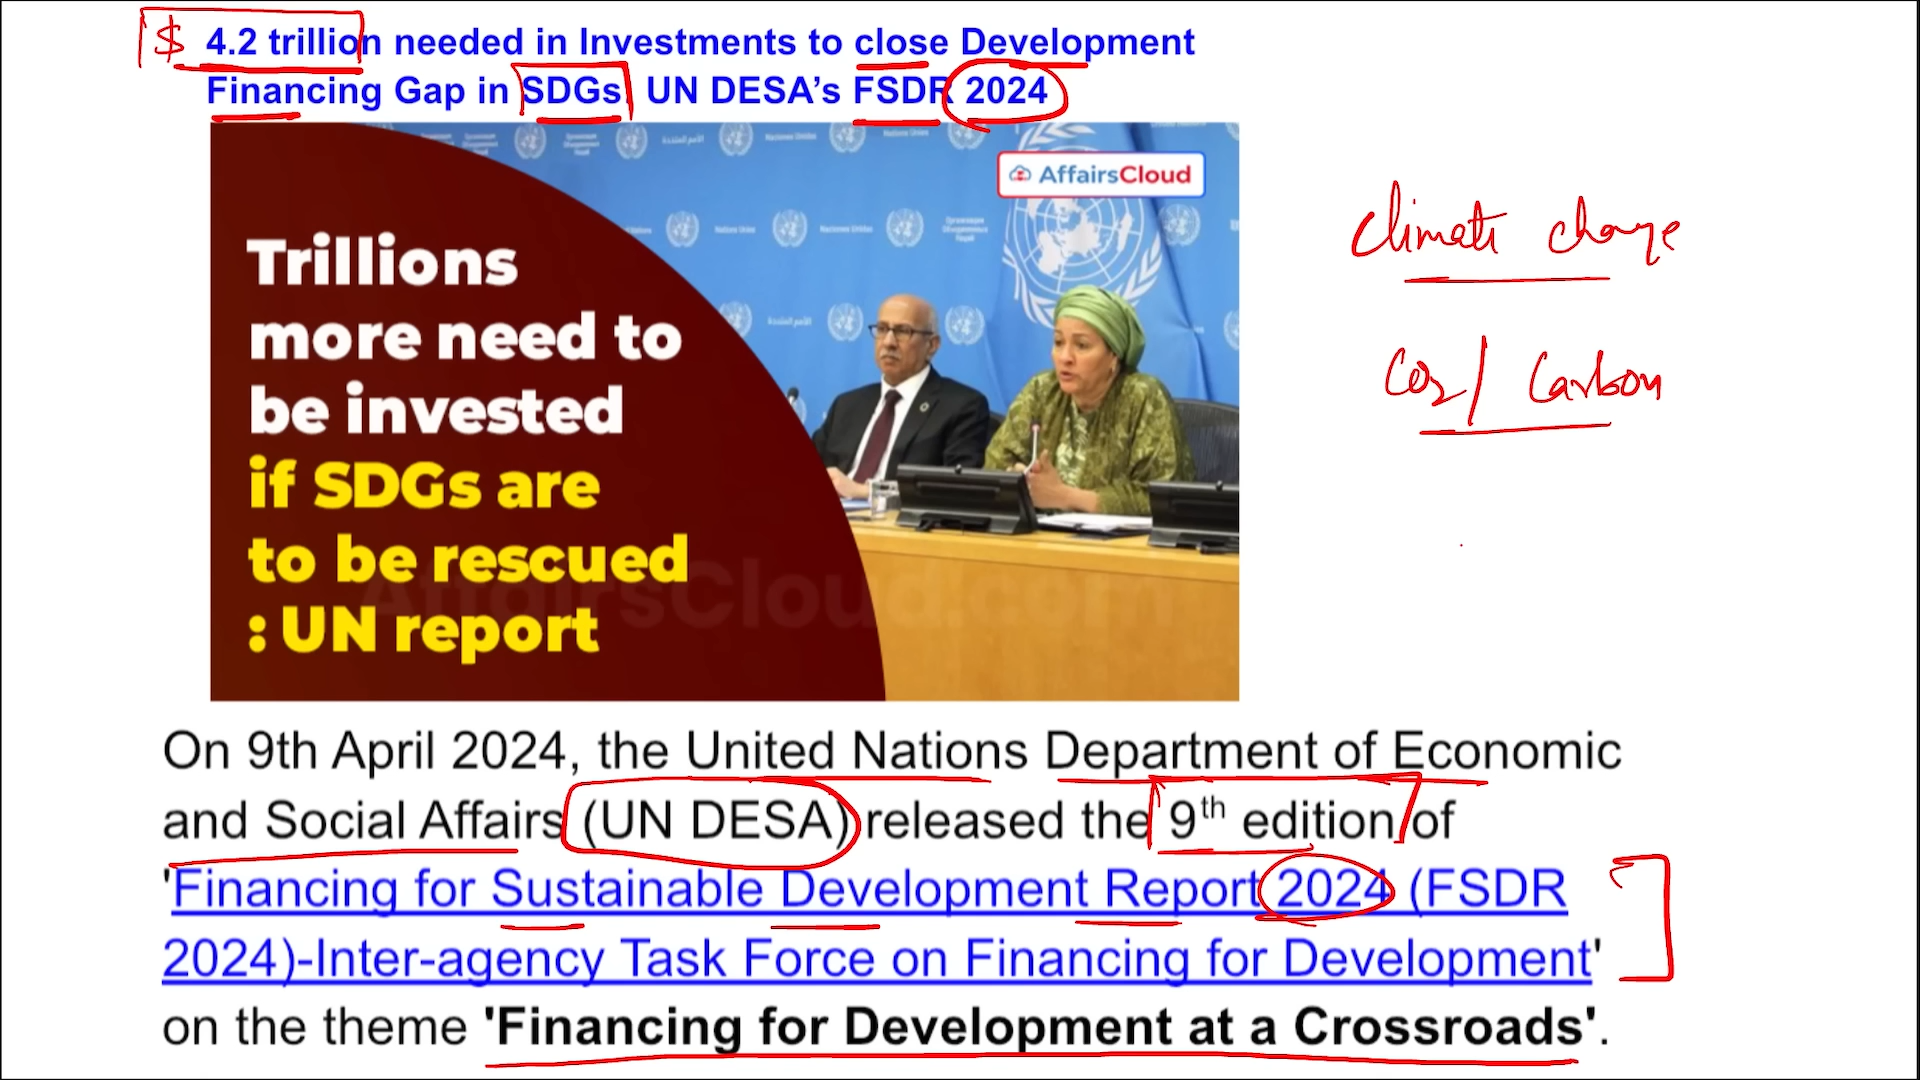 $ 4.2 trillion needed in Investments to close Development
Financing Gap in SDGs UN DESA’s FSDR 2024
AffairsCloud
Trillions
more need to
be invested
if SDGs are
to be rescued
: UN report
AffairsCloud.com
climate change
CO2/ Carbon
On 9th April 2024, the United Nations Department of Economic
and Social Affairs (UN DESA) released the 9th edition of
'Financing for Sustainable Development Report 2024 (FSDR
2024)-Inter-agency Task Force on Financing for Development'
on the theme 'Financing for Development at a Crossroads'.